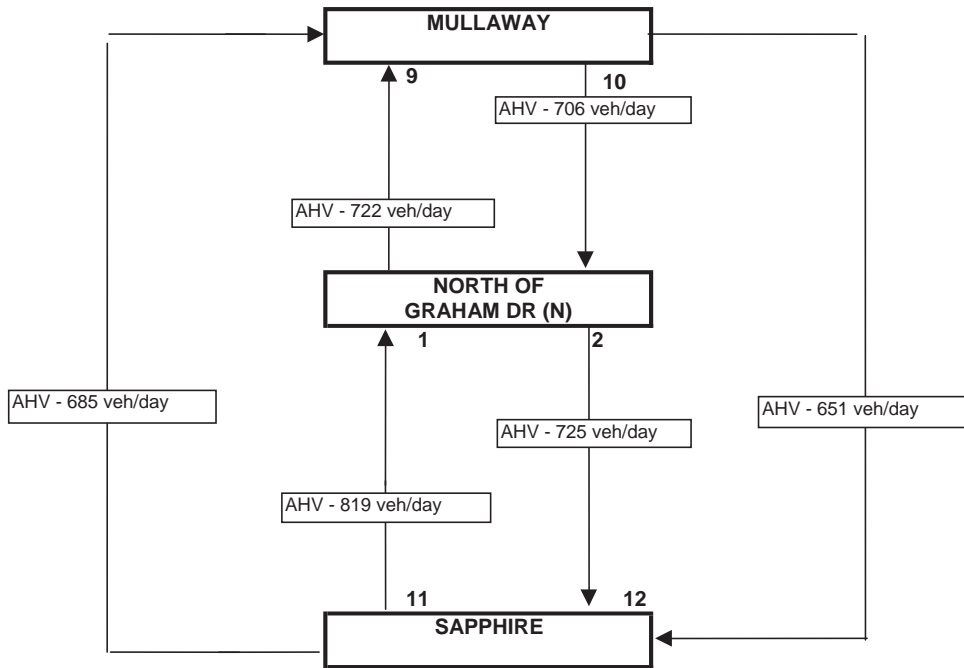 MULLAWAY
9
10
AHV - 706 veh/day
AHV - 722 veh/day
NORTH OF
GRAHAM DR (N)
1
2
AHV - 685 veh/day
AHV - 651 veh/day
AHV - 725 veh/day
AHV - 819 veh/day
11
12
SAPPHIRE